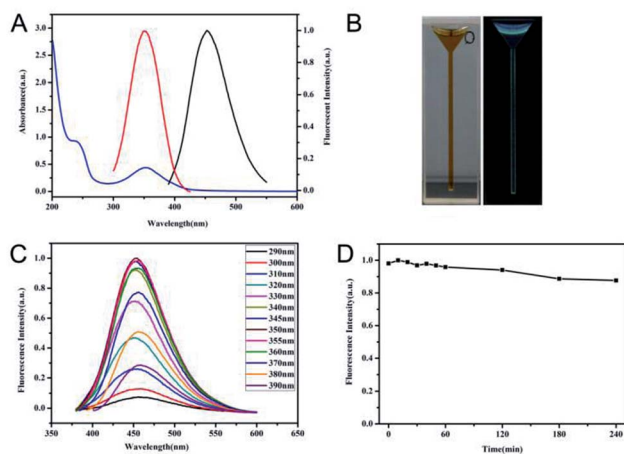 A
Absorbance(a.u.)
3.0
2.5
2.0
1.5
1.0
0.5
0.0
1.0
0.8
0.6
0.4
0.2
0.0
Fluorescent Intensity(a.u.)
200 300 400 500 600
Wavelength(nm)
B
C
Fluorescence Intensity(a.u.)
1.0
0.8
0.6
0.4
0.2
0.0
290nm
300nm
310nm
320nm
330nm
340nm
345nm
350nm
355nm
360nm
370nm
380nm
390nm
350 400 450 500 550 600 650
Wavelength(nm)
D
Fluorescence Intensity(a.u.)
1.0
0.8
0.6
0.4
0.2
0.0
0 60 120 180 240
Time(min)